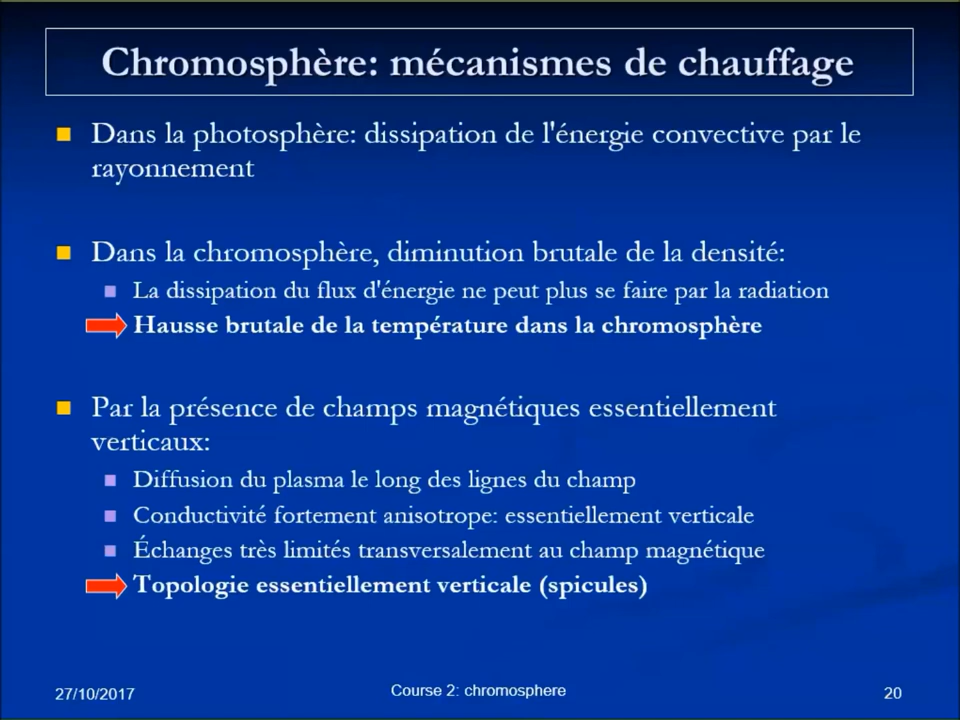 Chromosphère: mécanismes de chauffage
Dans la photosphère: dissipation de l'énergie convective par le
rayonnement
Dans la chromosphère, diminution brutale de la densité:
La dissipation du flux d'énergie ne peut plus se faire par la radiation
Hausse brutale de la température dans la chromosphère
Par la présence de champs magnétiques essentiellement
verticaux:
Diffusion du plasma le long des lignes du champ
Conductivité fortement anisotrope: essentiellement verticale
Échanges très limités transversalement au champ magnétique
Topologie essentiellement verticale (spicules)
27/10/2017
Course 2: chromosphere
20